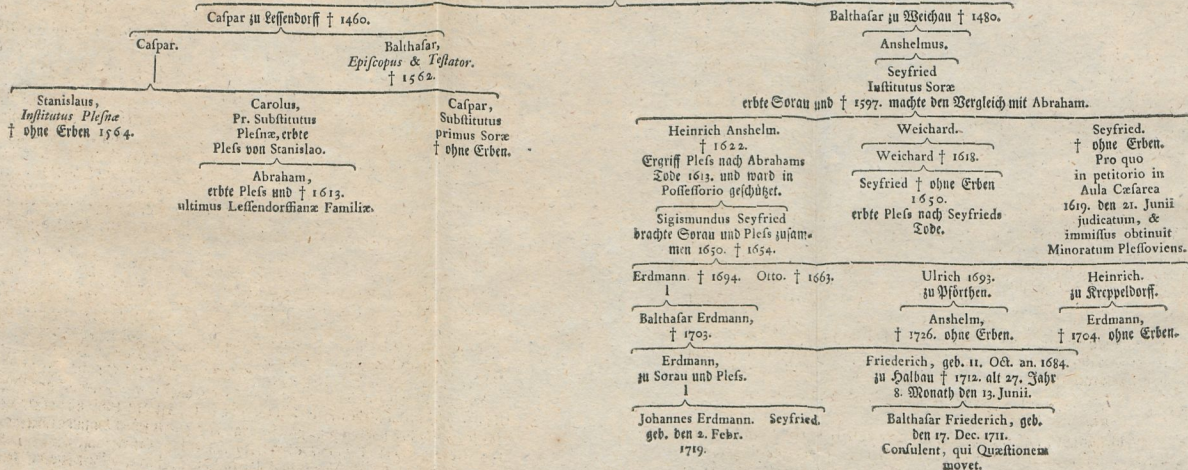 Caspar zu Lessendorff † 1460.
Balthasar zu Weichau † 1480.
Caspar.
Balthasar,
Episcopus & Testator.
† 1562.
Stanislaus,
Institutus Plesnæ
† ohne Erben 1564.
Carolus,
Pr. Substitutus
Plesnæ, erbte
Pless von Stanislao.
Caspar,
Substitutus
primus Soræ
† ohne Erben.
Abraham,
erbte Pless und † 1613.
ultimus Lessendorffianæ Familiæ.
Anshelmus.
Seyfried
Institutus Soræ
erbte Sorau und † 1597. machte den Vergleich mit Abraham.
Heinrich Anshelm.
† 1622.
Ergriff Pless nach Abrahams
Tode 1613. und ward in
Possessorio geschützet.
Sigismundus Seyfried
brachte Sorau und Pless zusam-
men 1650. † 1654.
Weichard.
Weichard † 1618.
Seyfried † ohne Erben
1650.
erbte Pless nach Seyfrieds
Tode.
Seyfried.
† ohne Erben.
Pro quo
in petitorio in
Aula Cæsarea
1619. den 21. Junii
judicatum, &
immissus obtinuit
Minoratum Plessoviens.
Erdmann † 1694. Otto. † 1663.
Balthasar Erdmann,
† 1703.
Ulrich 1693.
zu Pförthen.
Anshelm,
† 1726. ohne Erben.
Heinrich.
zu Kreppeldorff.
Erdmann,
† 1704. ohne Erben.
Erdmann,
zu Sorau und Pless.
Johannes Erdmann. Seyfried.
geb. den 2. Febr.
1719.
Friederich, geb. 11. Oct. an. 1684.
zu Halbau † 1712. alt 27. Jahr
8. Monath den 13. Junii.
Balthasar Friederich, geb.
den 17. Dec. 1711.
Consulent, qui Quæstionem
movet.